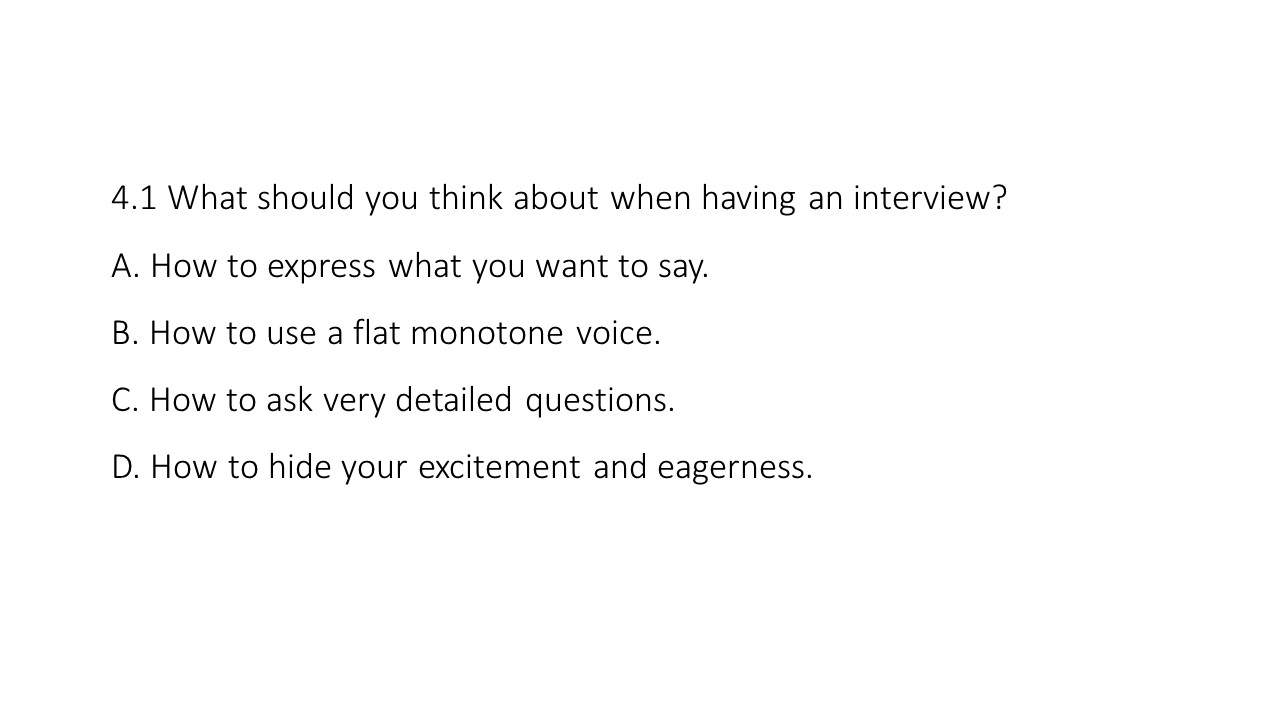 4.1 What should you think about when having an interview?
A. How to express what you want to say.
B. How to use a flat monotone voice.
C. How to ask very detailed questions.
D. How to hide your excitement and eagerness.